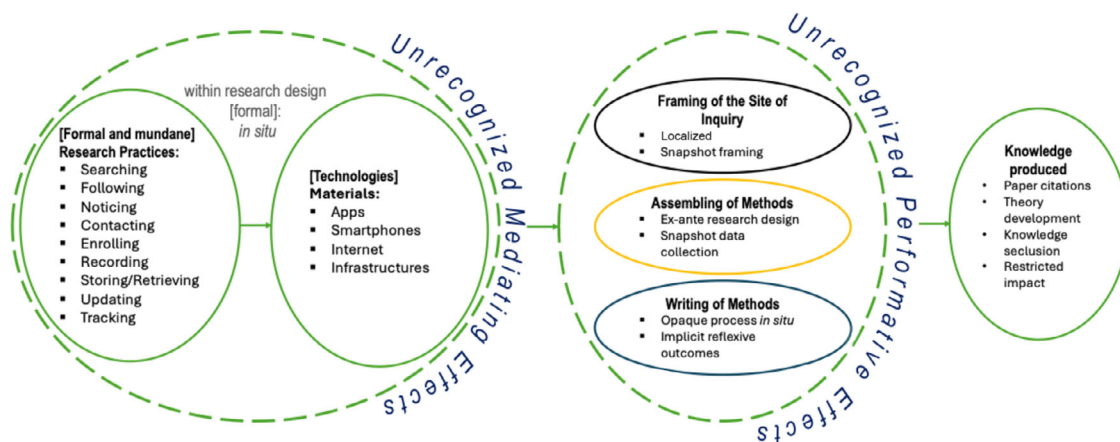 within research design
[formal]:
in situ
[Formal and mundane]
Research Practices:
▪ Searching
▪ Following
▪ Noticing
▪ Contacting
▪ Enrolling
▪ Recording
▪ Storing/Retrieving
▪ Updating
▪ Tracking
[Technologies]
Materials:
▪ Apps
▪ Smartphones
▪ Internet
▪ Infrastructures
Unrecognized Mediating Effects
Framing of the Site of
Inquiry
▪ Localized
▪ Snapshot framing
Assembling of Methods
▪ Ex-ante research design
▪ Snapshot data
collection
Writing of Methods
▪ Opaque process in situ
▪ Implicit reflexive
outcomes
Unrecognized Performative Effects
Knowledge
produced
• Paper citations
• Theory
development
• Knowledge
seclusion
• Restricted
impact